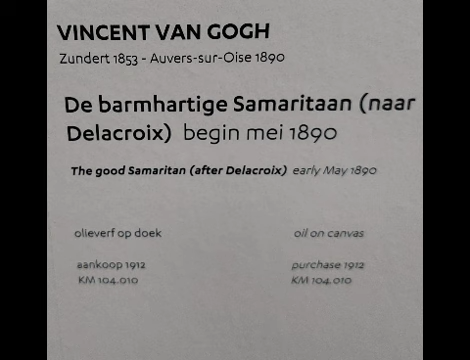 VINCENT VAN GOGH
Zundert 1853 - Auvers-sur-Oise 1890
De barmhartige Samaritaan (naar
Delacroix) begin mei 1890
The good Samaritan (after Delacroix) early May 1890
olieverf op doek
oil on canvas
aankoop 1912
KM 104.010
purchase 1912
KM 104.010